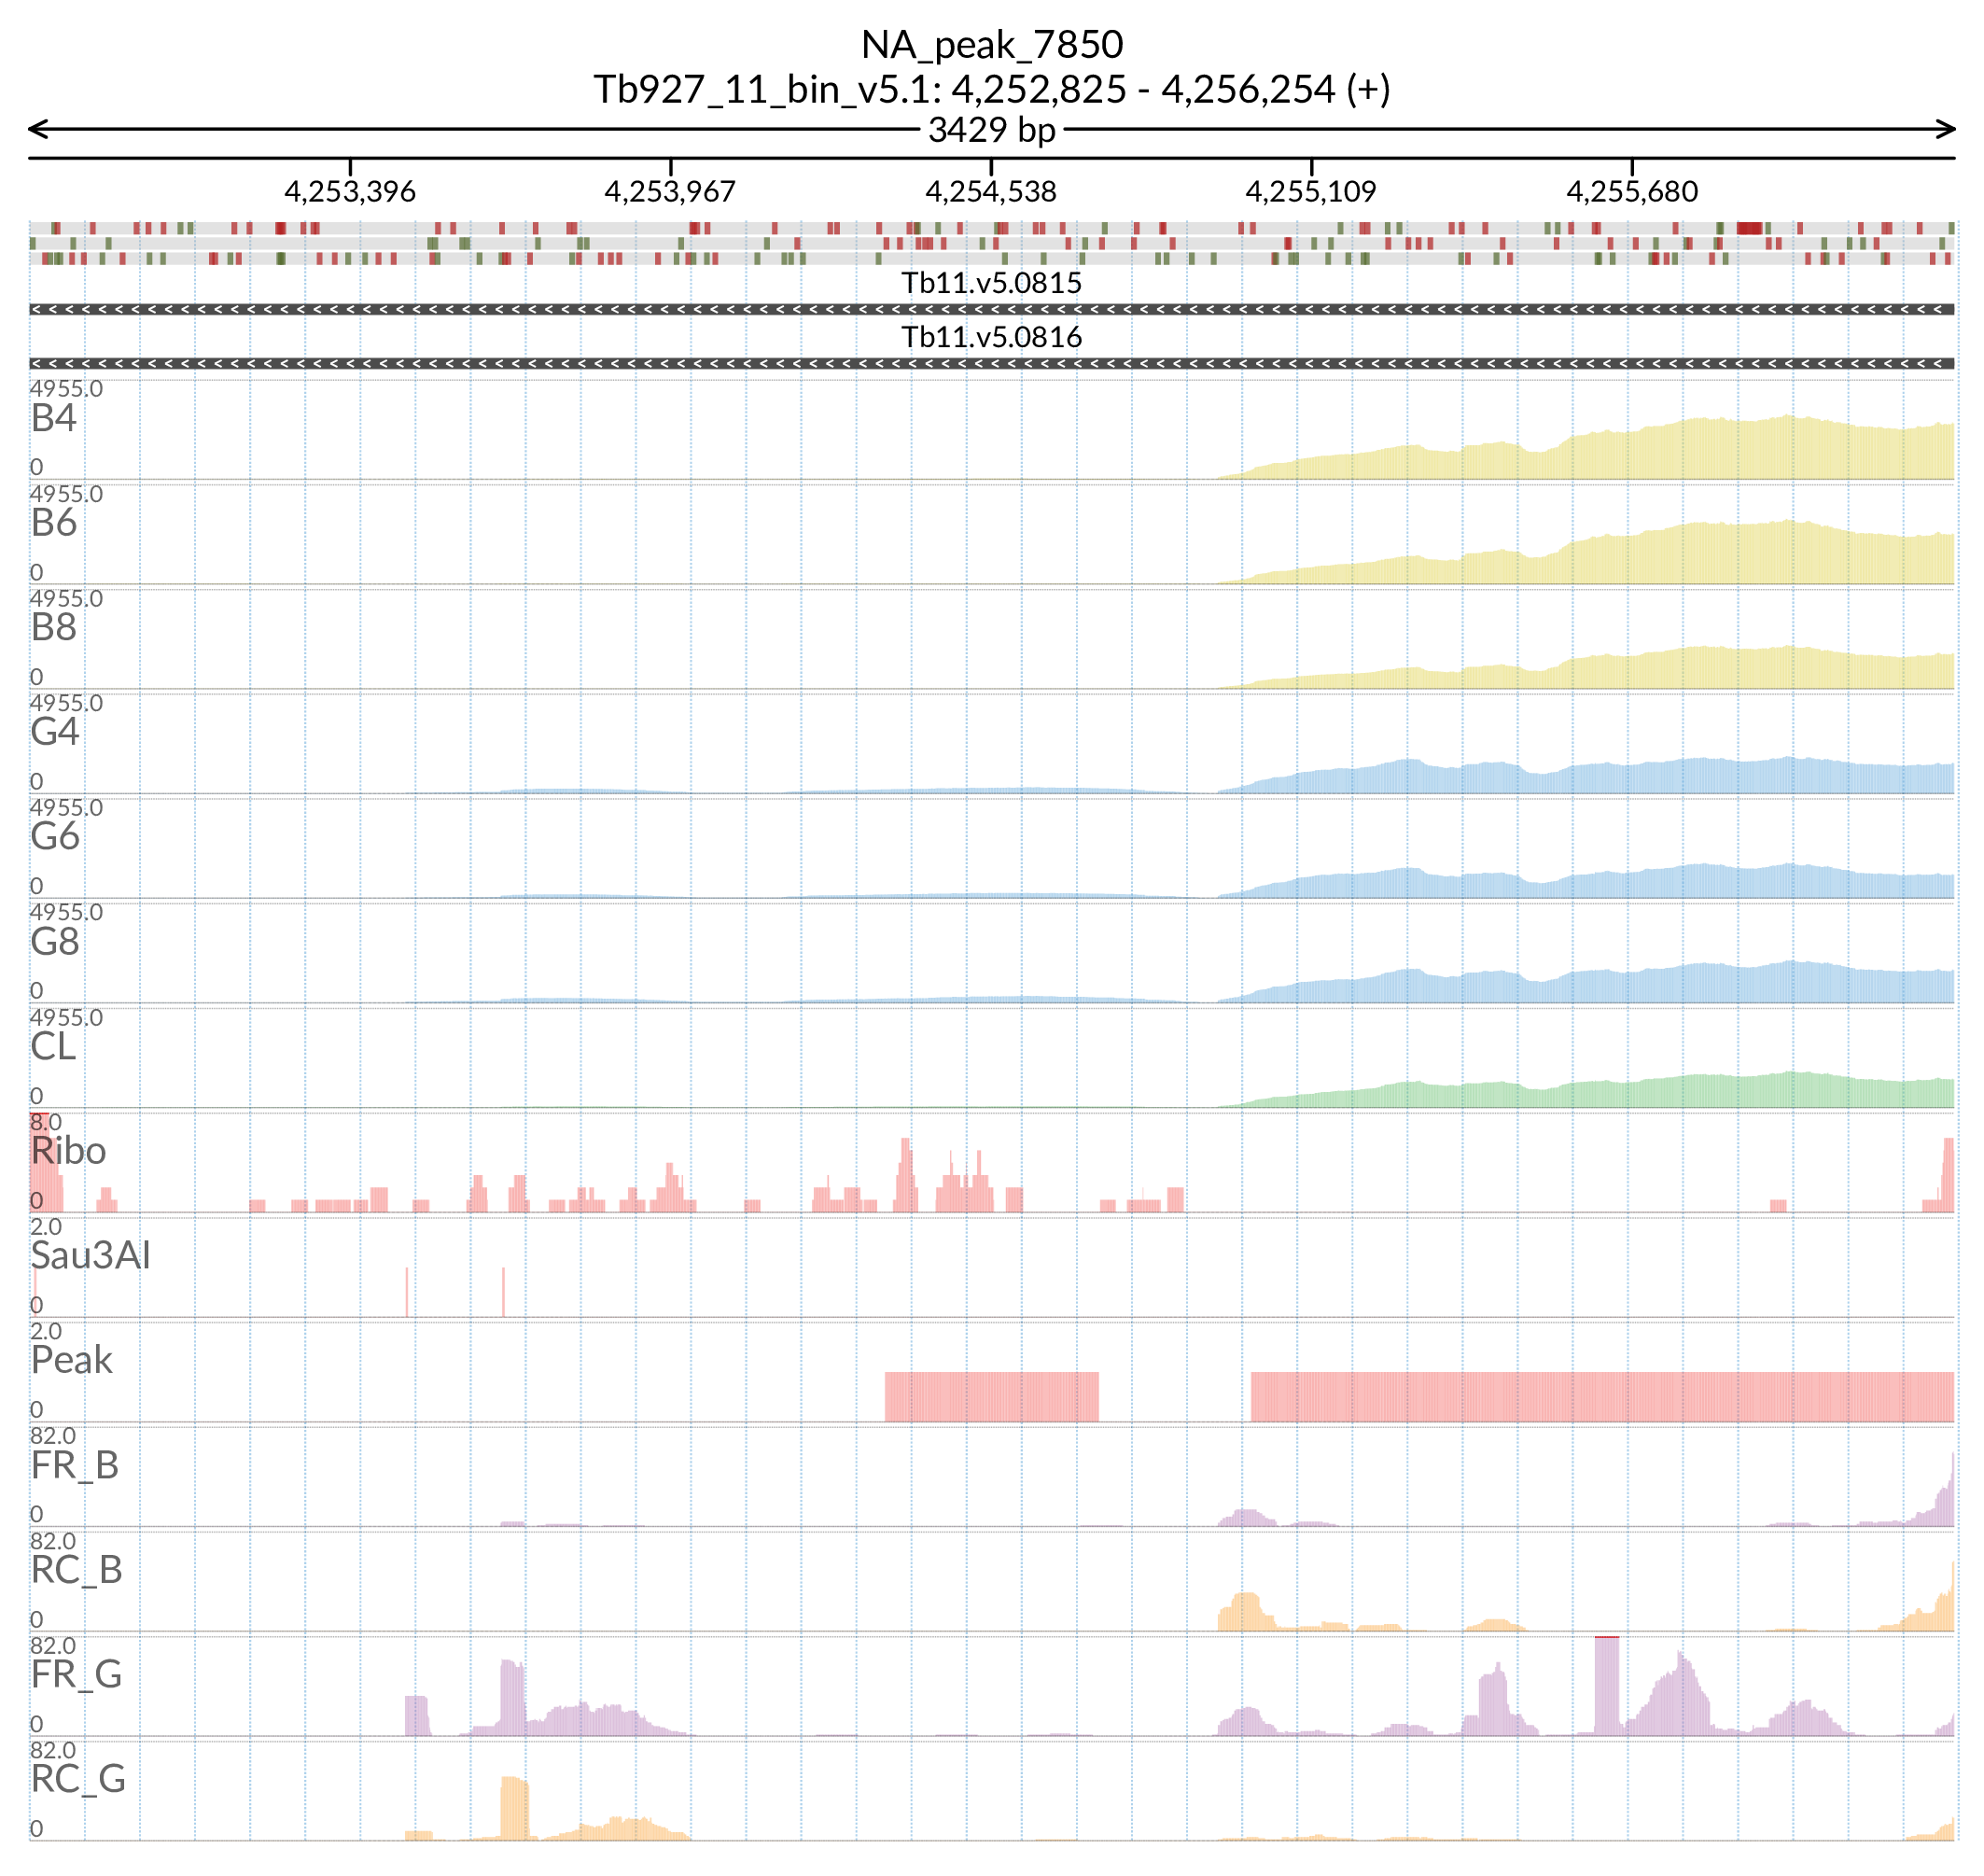 NA_peak_7850
Tb927_11_bin_v5.1: 4,252,825 - 4,256,254 (+)
3429 bp
4,253,396 4,253,967 4,254,538 4,255,109 4,255,680
Tb11.v5.0815
Tb11.v5.0816
4955.0
B4
0
4955.0
B6
0
4955.0
B8
0
4955.0
G4
0
4955.0
G6
0
4955.0
G8
0
4955.0
CL
0
8.0
Ribo
0
2.0
Sau3AI
0
2.0
Peak
0
82.0
FR_B
0
82.0
RC_B
0
82.0
FR_G
0
82.0
RC_G
0